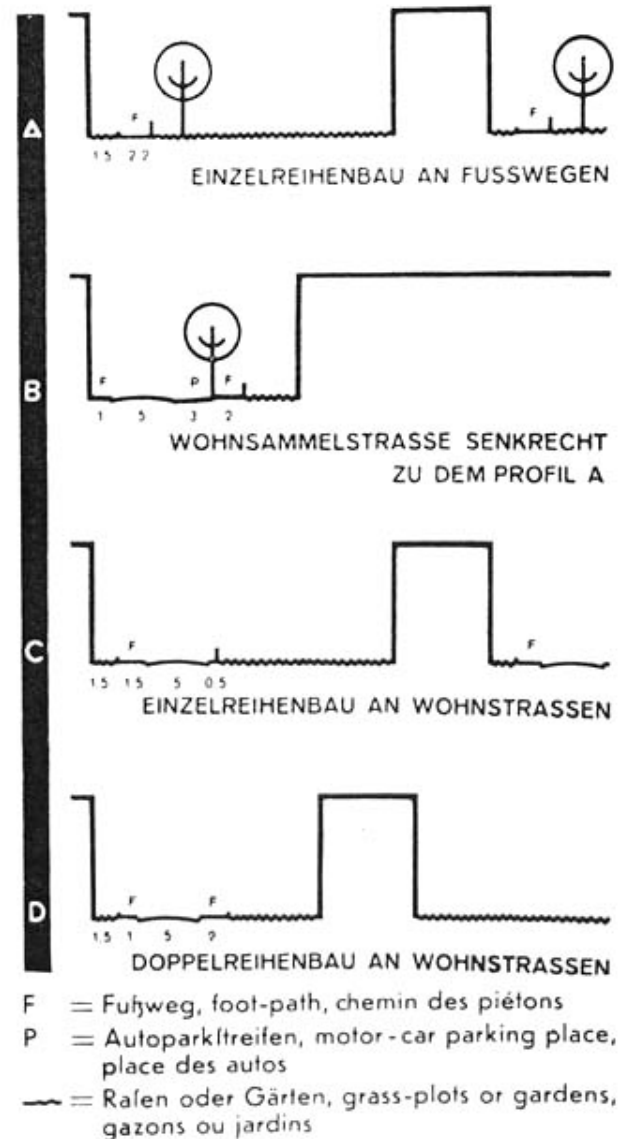 A
F
F
1.5 2.2
EINZELREIHENBAU AN FUSSWEGEN
B
F P F
1 5 3 2
WOHNSAMMELSTRASSE SENKRECHT
ZU DEM PROFIL A
C
F
F
1.5 1.5 5 0.5
EINZELREIHENBAU AN WOHNSTRASSEN
D
F F
1.5 1 5
DOPPELREIHENBAU AN WOHNSTRASSEN
F = Fußweg, foot-path, chemin des piétons
P = Autoparkſtreifen, motor-car parking place,
place des autos
= Raſen oder Gärten, grass-plots or gardens,
gazons ou jardins